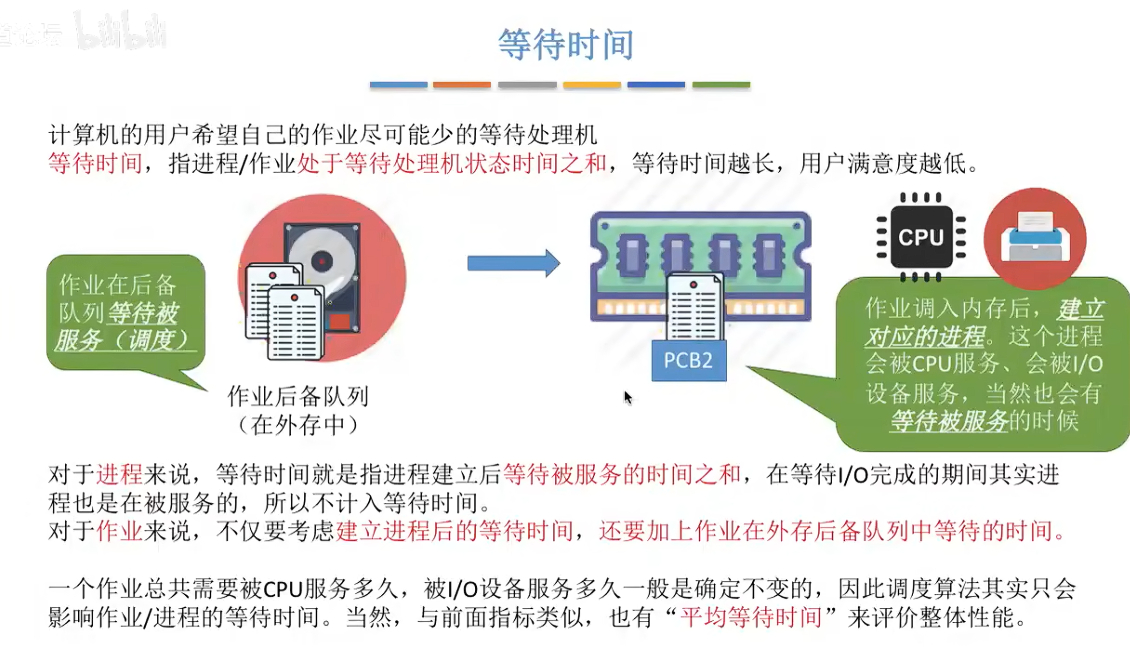 bilibili
等待时间
计算机的用户希望自己的作业尽可能少的等待处理机
等待时间，指进程/作业处于等待处理机状态时间之和，等待时间越长，用户满意度越低。
作业在后备
队列等待被
服务（调度）
作业后备队列
（在外存中）
PCB2
CPU
作业调入内存后，建立
对应的进程。这个进程
会被CPU服务、会被I/O
设备服务，当然也会有
等待被服务的时候
对于进程来说，等待时间就是指进程建立后等待被服务的时间之和，在等待I/O完成的期间其实进
程也是在被服务的，所以不计入等待时间。
对于作业来说，不仅要考虑建立进程后的等待时间，还要加上作业在外存后备队列中等待的时间。
一个作业总共需要被CPU服务多久，被I/O设备服务多久一般是确定不变的，因此调度算法其实只会
影响作业/进程的等待时间。当然，与前面指标类似，也有“平均等待时间”来评价整体性能。